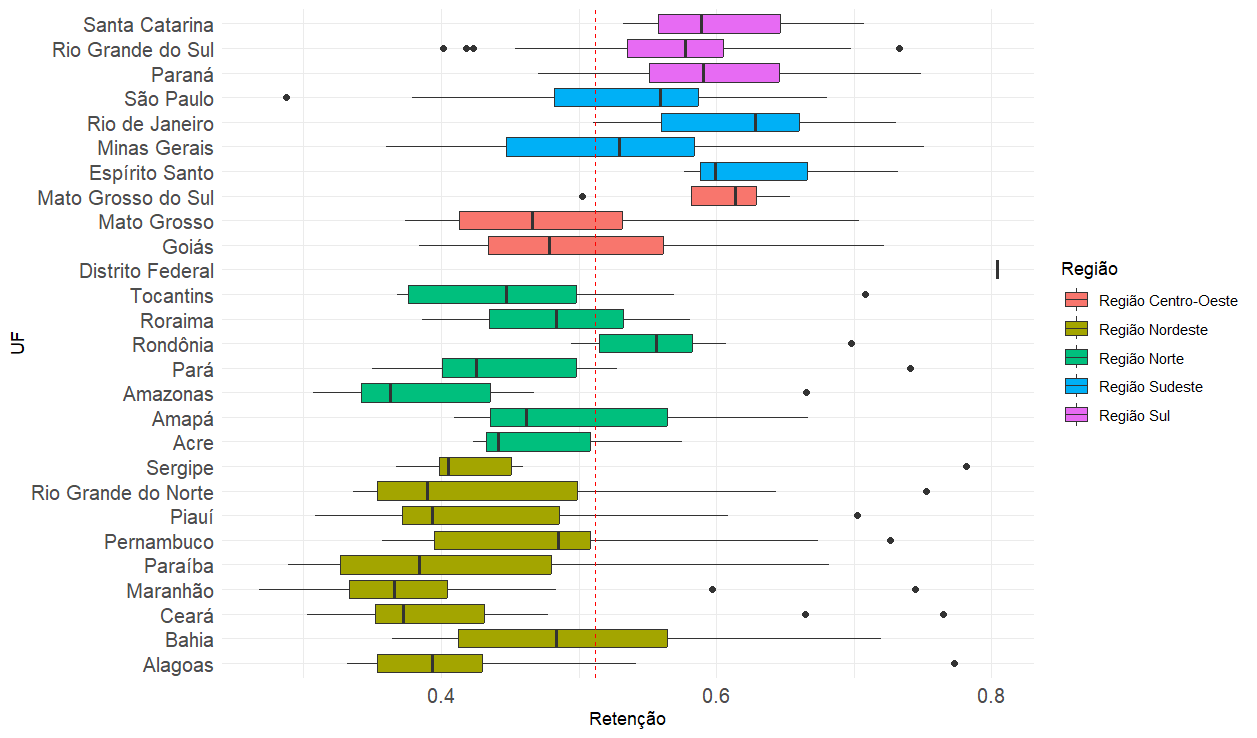 Santa Catarina
Rio Grande do Sul
Paraná
São Paulo
Rio de Janeiro
Minas Gerais
Espírito Santo
Mato Grosso do Sul
Mato Grosso
Goiás
Distrito Federal
Tocantins
Roraima
Rondônia
Pará
Amazonas
Amapá
Acre
Sergipe
Rio Grande do Norte
Piauí
Pernambuco
Paraíba
Maranhão
Ceará
Bahia
Alagoas
UF
0.4 0.6 0.8
Retenção
Região
Região Centro-Oeste
Região Nordeste
Região Norte
Região Sudeste
Região Sul